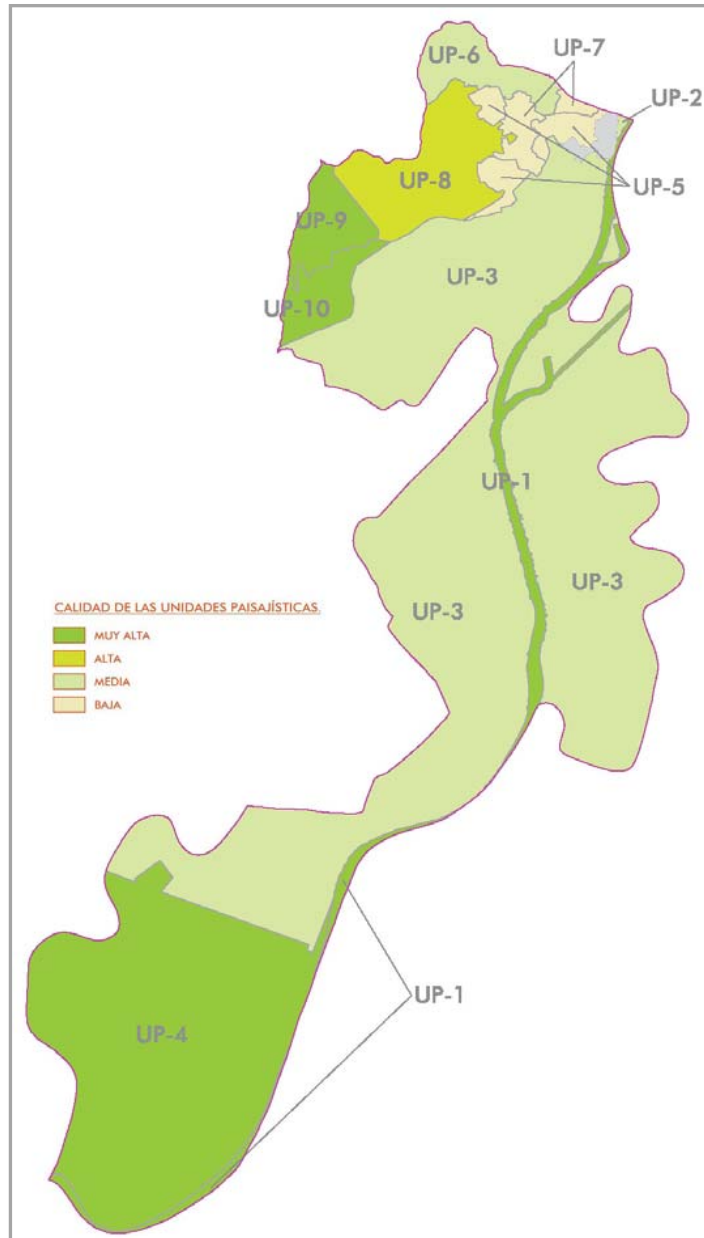 UP-6
UP-7
UP-2
UP-5
UP-8
UP-9
UP-3
UP-10
UP-1
UP-3
UP-3
CALIDAD DE LAS UNIDADES PAISAJÍSTICAS.
MUY ALTA
ALTA
MEDIA
BAJA
UP-1
UP-4